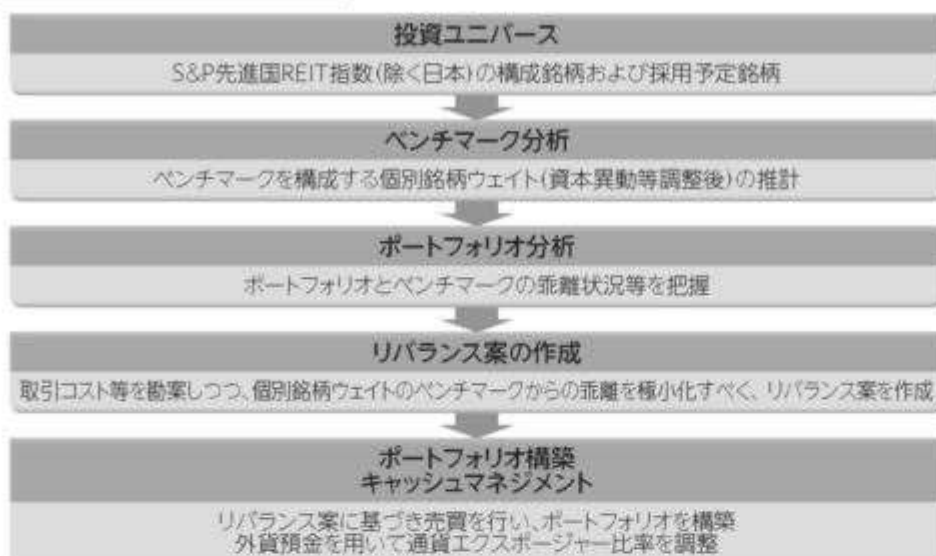 投資ユニバース
S&P先進国REIT指数(除く日本)の構成銘柄および採用予定銘柄
ベンチマーク分析
ベンチマークを構成する個別銘柄ウェイト(資本異動等調整後)の推計
ポートフォリオ分析
ポートフォリオとベンチマークの乖離状況等を把握
リバランス案の作成
取引コスト等を勘案しつつ、個別銘柄ウェイトのベンチマークからの乖離を極小化すべく、リバランス案を作成
ポートフォリオ構築
キャッシュマネジメント
リバランス案に基づき売買を行い、ポートフォリオを構築
外貨預金を用いて通貨エクスポージャー比率を調整